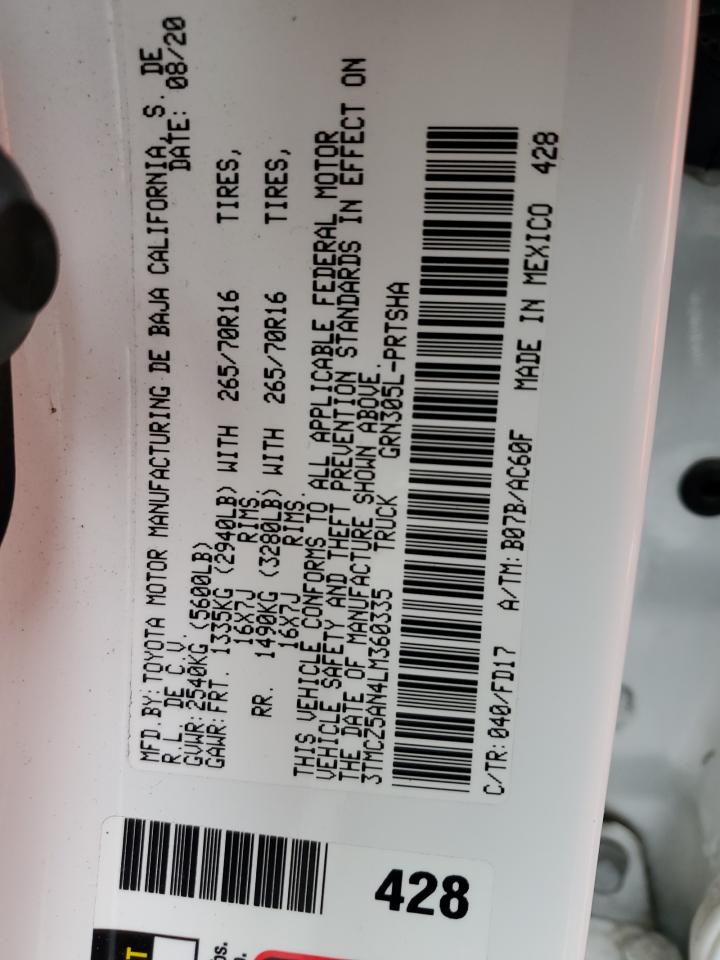 MFD.BY:TOYOTA MOTOR MANUFACTURING DE BAJA CALIFORNIA, S. DE
R.L. DE C.V. DATE: 08/20
GVWR:2540KG (5600LB)
GAWR:FRT. 1335KG (2940LB) WITH 265/70R16 TIRES,
16X7J RIMS
RR. 1490KG (3280LB) WITH 265/70R16 TIRES,
16X7J RIMS.
THIS VEHICLE CONFORMS TO ALL APPLICABLE FEDERAL MOTOR
VEHICLE SAFETY AND THEFT PREVENTION STANDARDS IN EFFECT ON
THE DATE OF MANUFACTURE SHOWN ABOVE.
3TMCZ5AN4LM360335 TRUCK GRN305L-PRTSHA
C/TR:040/FD17 A/TM:B07B/AC60F MADE IN MEXICO 428
428